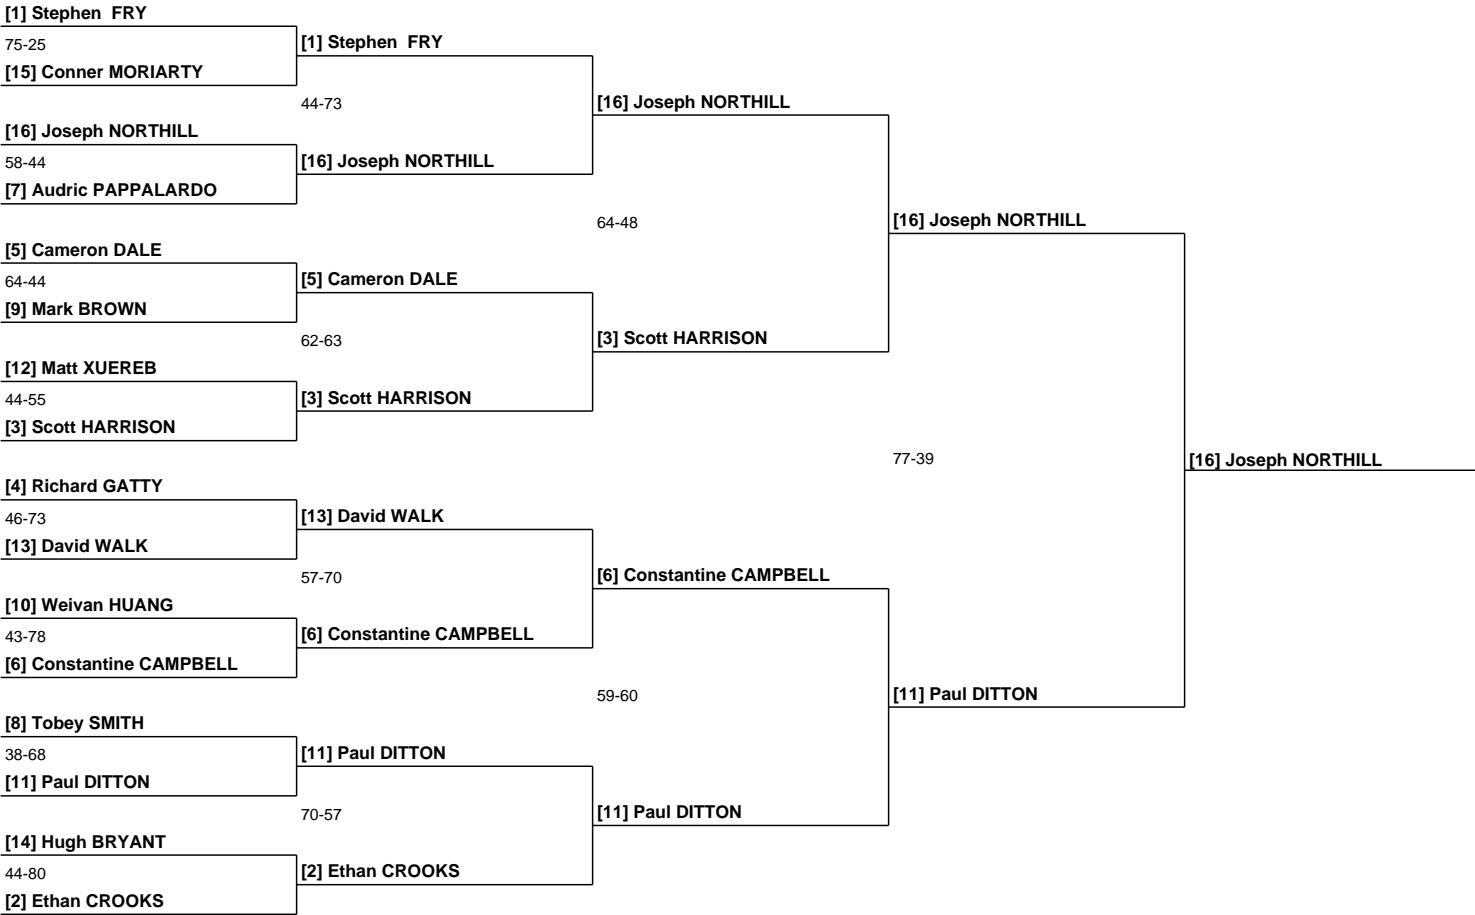 [1] Stephen  FRY
75-25
[15] Conner MORIARTY
[16] Joseph NORTHILL
58-44
[7] Audric PAPPALARDO
[5] Cameron DALE
64-44
[9] Mark BROWN
[12] Matt XUEREB
44-55
[3] Scott HARRISON
[4] Richard GATTY
46-73
[13] David WALK
[10] Weivan HUANG
43-78
[6] Constantine CAMPBELL
[8] Tobey SMITH
38-68
[11] Paul DITTON
[14] Hugh BRYANT
44-80
[2] Ethan CROOKS
[1] Stephen  FRY
44-73
[16] Joseph NORTHILL
[5] Cameron DALE
62-63
[3] Scott HARRISON
[13] David WALK
57-70
[6] Constantine CAMPBELL
[11] Paul DITTON
70-57
[2] Ethan CROOKS
[16] Joseph NORTHILL
64-48
[3] Scott HARRISON
[6] Constantine CAMPBELL
59-60
[11] Paul DITTON
[16] Joseph NORTHILL
77-39
[11] Paul DITTON
[16] Joseph NORTHILL